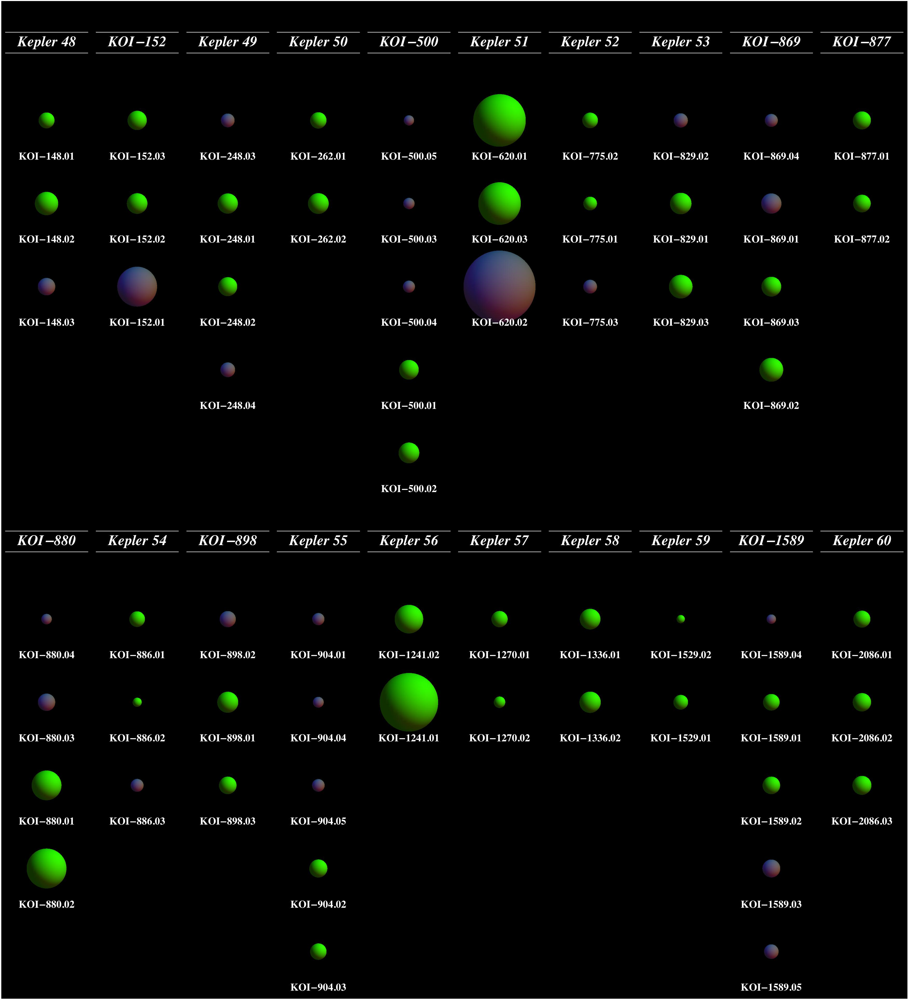 Kepler 48 KOI−152 Kepler 49 Kepler 50 KOI−500 Kepler 51 Kepler 52 Kepler 53 KOI−869 KOI−877
KOI−148.01 KOI−152.03 KOI−248.03 KOI−262.01 KOI−500.05 KOI−620.01 KOI−775.02 KOI−829.02 KOI−869.04 KOI−877.01
KOI−148.02 KOI−152.02 KOI−248.01 KOI−262.02 KOI−500.03 KOI−620.03 KOI−775.01 KOI−829.01 KOI−869.01 KOI−877.02
KOI−148.03 KOI−152.01 KOI−248.02 KOI−500.04 KOI−620.02 KOI−775.03 KOI−829.03 KOI−869.03
KOI−248.04 KOI−500.01 KOI−869.02
KOI−500.02
KOI−880 Kepler 54 KOI−898 Kepler 55 Kepler 56 Kepler 57 Kepler 58 Kepler 59 KOI−1589 Kepler 60
KOI−880.04 KOI−886.01 KOI−898.02 KOI−904.01 KOI−1241.02 KOI−1270.01 KOI−1336.01 KOI−1529.02 KOI−1589.04 KOI−2086.01
KOI−880.03 KOI−886.02 KOI−898.01 KOI−904.04 KOI−1241.01 KOI−1270.02 KOI−1336.02 KOI−1529.01 KOI−1589.01 KOI−2086.02
KOI−880.01 KOI−886.03 KOI−898.03 KOI−904.05 KOI−1589.02 KOI−2086.03
KOI−880.02 KOI−904.02 KOI−1589.03
KOI−904.03 KOI−1589.05